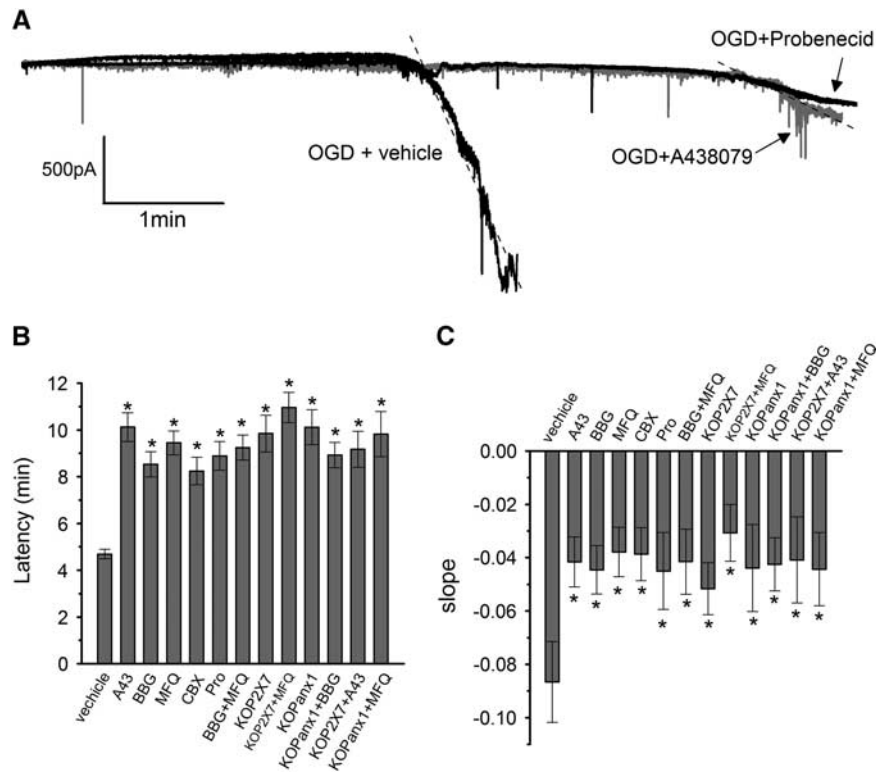 A
OGD+Probenecid
OGD + vehicle
OGD+A438079
500pA
1min
B
Latency (min)
12
10
8
6
4
2
0
vechicle
A43
BBG
MFQ
CBX
Pro
BBG+MFQ
KOP2X7
KOP2X7+MFQ
KOPanx1
KOPanx1+BBG
KOP2X7+A43
KOPanx1+MFQ
*
*
*
*
*
*
*
*
*
*
*
*
C
vechicle
A43
BBG
MFQ
CBX
Pro
BBG+MFQ
KOP2X7
KOP2X7+MFQ
KOPanx1
KOPanx1+BBG
KOP2X7+A43
KOPanx1+MFQ
slope
0.00
-0.02
-0.04
-0.06
-0.08
-0.10
*
*
*
*
*
*
*
*
*
*
*
*